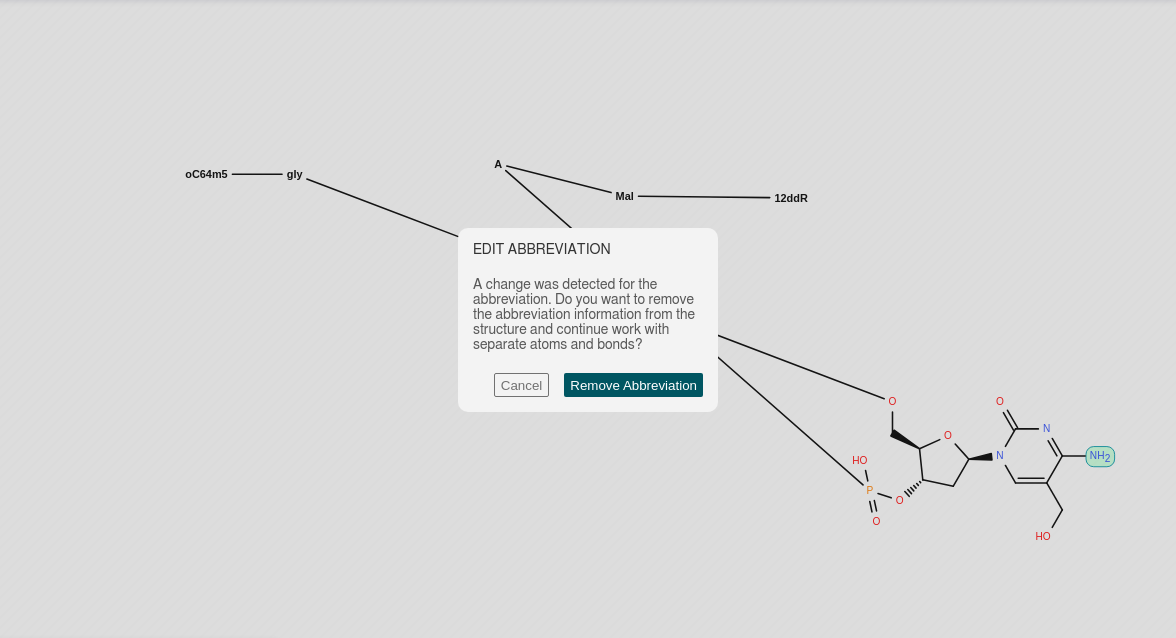 A
oC64m5
gly
Mal
12ddR
EDIT ABBREVIATION
A change was detected for the
abbreviation. Do you want to remove
the abbreviation information from the
structure and continue work with
separate atoms and bonds?
Cancel
Remove Abbreviation
O
O
N
O
N
NH2
HO
P
O
O
HO